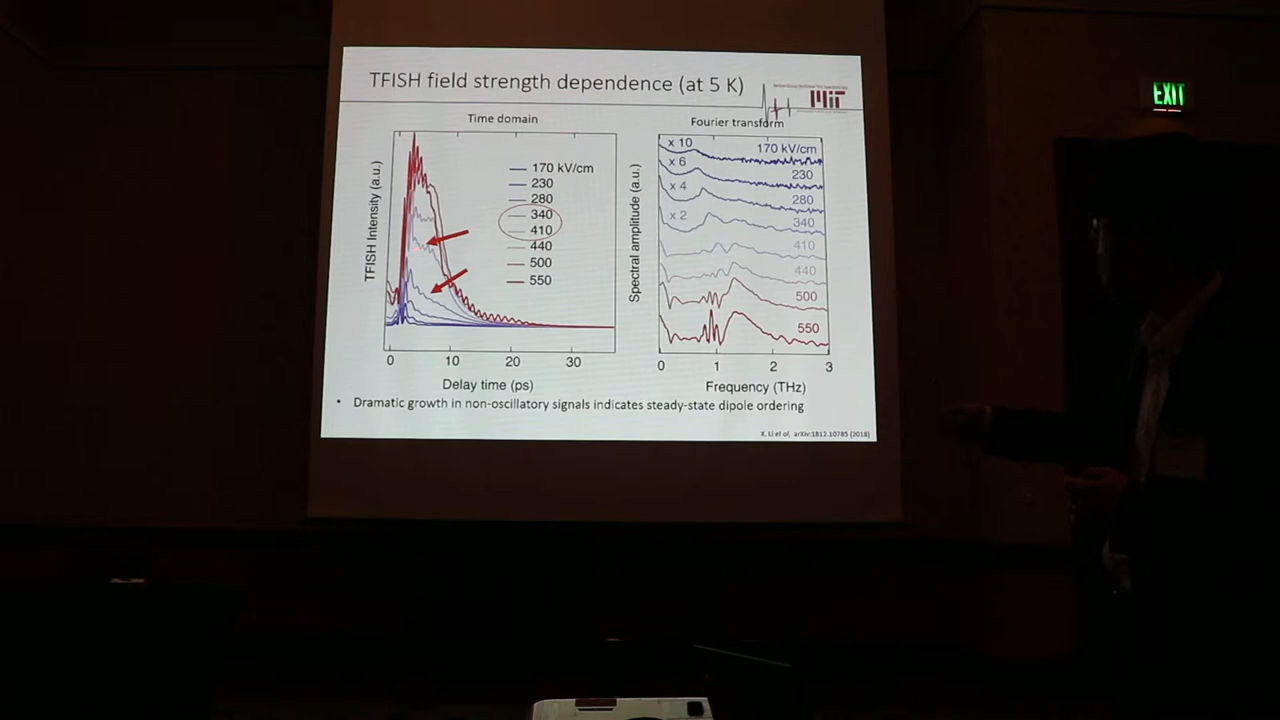 TFISH field strength dependence (at 5 K)
MIT
Time domain
TFISH Intensity (a.u.)
170 kV/cm
230
280
340
410
440
500
550
0
10
20
30
Delay time (ps)
Fourier transform
Spectral amplitude (a.u.)
x 10
170 kV/cm
x 6
230
x 4
280
x 2
340
410
440
500
550
0
1
2
3
Frequency (THz)
• Dramatic growth in non-oscillatory signals indicates steady-state dipole ordering
X. Li et al, arXiv:1812.10785 (2018)
EXIT